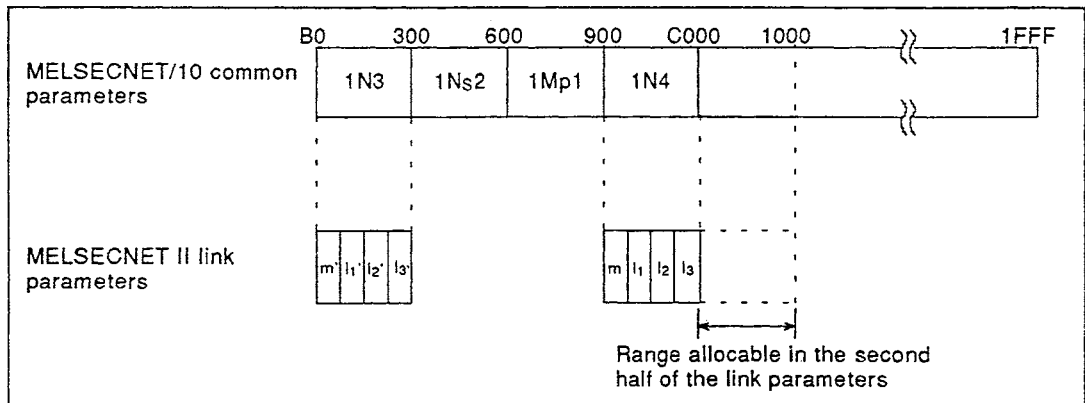 B0 300 600 900 C000 1000 1FFF
MELSECNET/10 common
parameters
1N3 1Ns2 1Mp1 1N4
MELSECNET II link
parameters
m' l1' l2' l3' m l1 l2 l3
Range allocable in the second
half of the link parameters